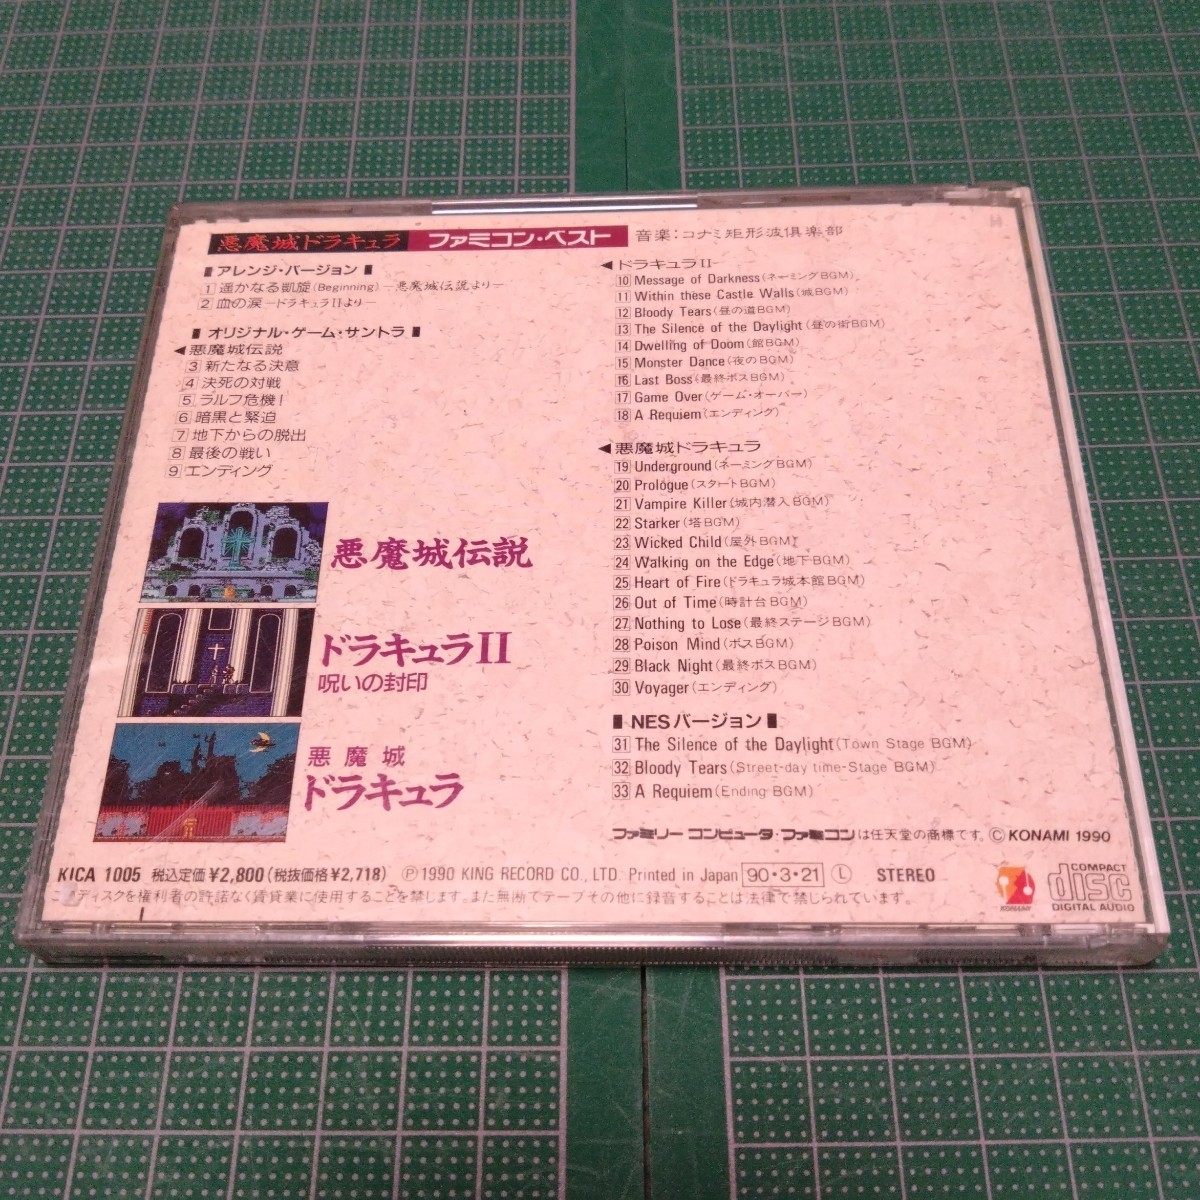 悪魔城ドラキュラ ファミコン・ベスト 音楽:コナミ矩形波倶楽部
■ アレンジ・バージョン ■
1 遥かなる凱旋(Beginning)—悪魔城伝説より—
2 血の涙—ドラキュラIIより—
■ オリジナル・ゲーム・サントラ ■
◀悪魔城伝説
3 新たなる決意
4 決死の対戦
5 ラルフ危機!
6 暗黒と緊迫
7 地下からの脱出
8 最後の戦い
9 エンディング
◀ドラキュラII
10 Message of Darkness(ネーミングBGM)
11 Within these Castle Walls(城BGM)
12 Bloody Tears(昼の道BGM)
13 The Silence of the Daylight(昼の街BGM)
14 Dwelling of Doom(館BGM)
15 Monster Dance(夜のBGM)
16 Last Boss(最終ボスBGM)
17 Game Over(ゲーム・オーバー)
18 A Requiem(エンディング)
◀悪魔城ドラキュラ
19 Underground(ネーミングBGM)
20 Prologue(スタートBGM)
21 Vampire Killer(城内潜入BGM)
22 Starker(塔BGM)
23 Wicked Child(屋外BGM)
24 Walking on the Edge(地下BGM)
25 Heart of Fire(ドラキュラ城本館BGM)
26 Out of Time(時計台BGM)
27 Nothing to Lose(最終ステージBGM)
28 Poison Mind(ボスBGM)
29 Black Night(最終ボスBGM)
30 Voyager(エンディング)
■ NESバージョン ■
31 The Silence of the Daylight(Town Stage BGM)
32 Bloody Tears(Street-day time-Stage BGM)
33 A Requiem(Ending BGM)
悪魔城伝説
ドラキュラII
呪いの封印
悪魔城
ドラキュラ
ファミリー コンピュータ・ファミコンは任天堂の商標です。©KONAMI 1990
KICA 1005 税込定価¥2,800(税抜価格¥2,718) ℗1990 KING RECORD CO., LTD. Printed in Japan 90・3・21 Ⓛ STEREO
KONAMI
COMPACT
disc
DIGITAL AUDIO
このディスクを権利者の許諾なく賃貸業に使用することを禁じます。また無断でテープその他に録音することは法律で禁じられています。